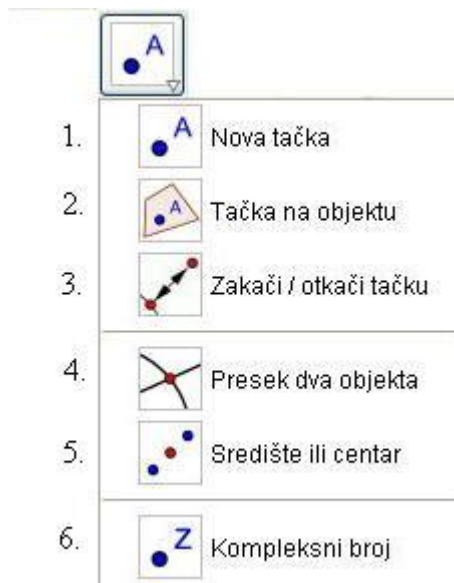 A
1. A Nova tačka
2. A Tačka na objektu
3. Zakači / otkači tačku
4. Presek dva objekta
5. Središte ili centar
6. Z Kompleksni broj